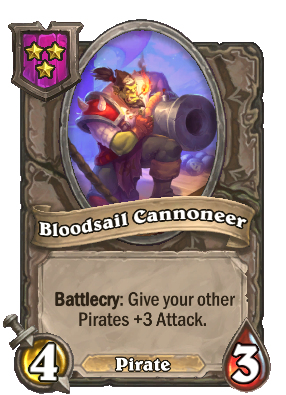 Bloodsail Cannoneer
Battlecry: Give your other
Pirates +3 Attack.
4
Pirate
3